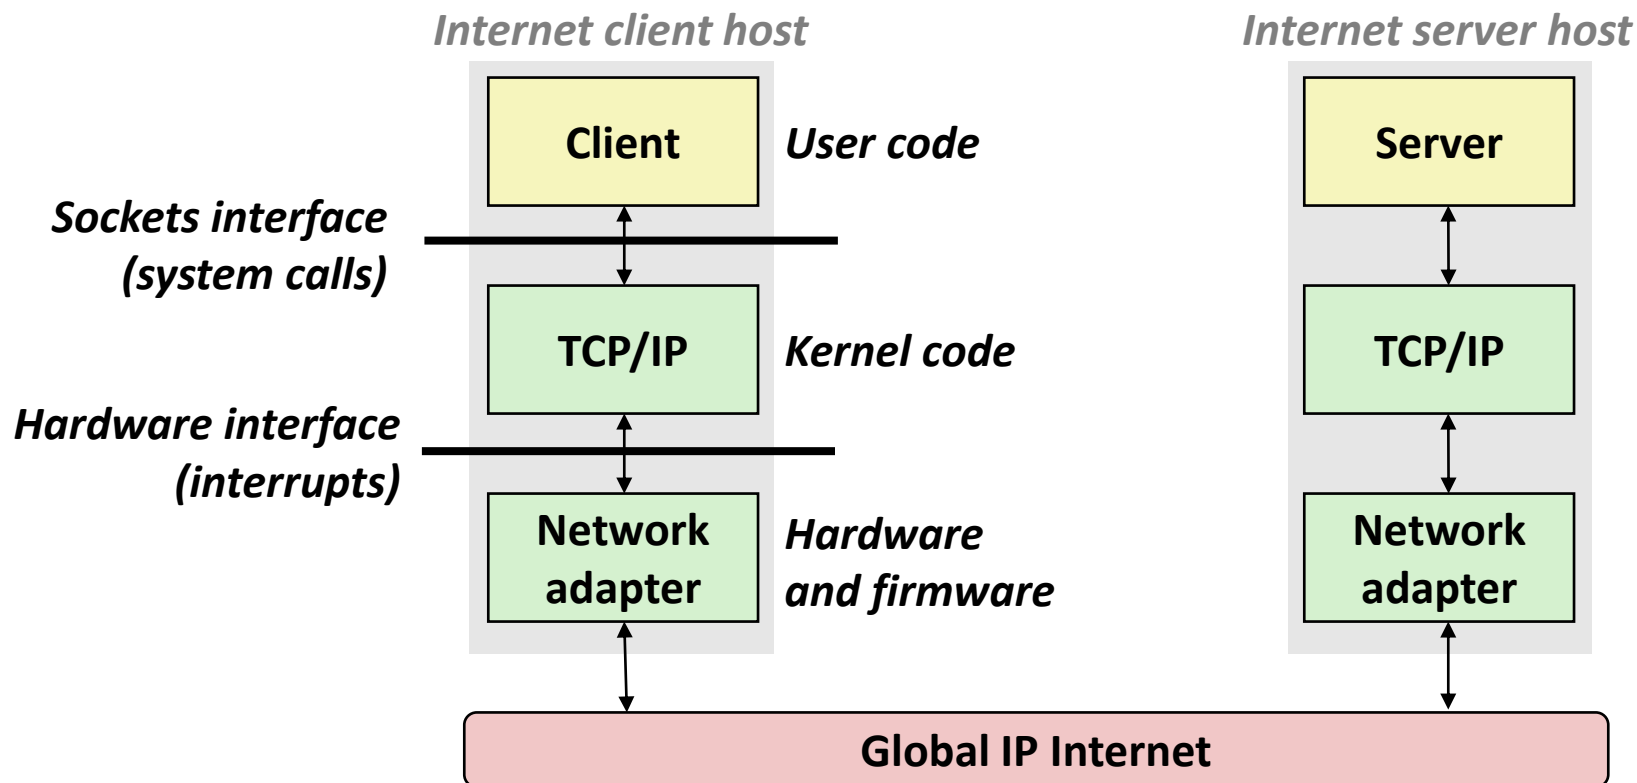 Internet client host
Internet server host
Client
User code
Server
Sockets interface
(system calls)
TCP/IP
Kernel code
TCP/IP
Hardware interface
(interrupts)
Network
adapter
Hardware
and firmware
Network
adapter
Global IP Internet